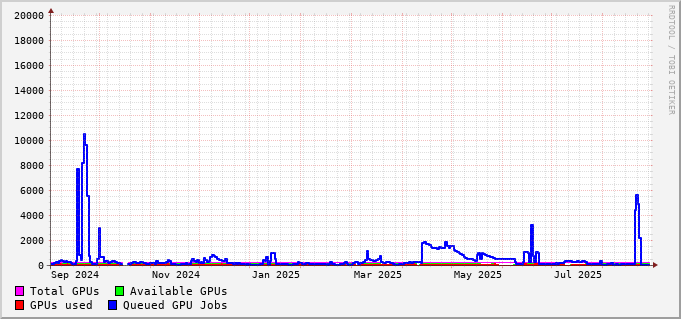 20000
18000
16000
14000
12000
10000
8000
6000
4000
2000
0
Sep 2024 Nov 2024 Jan 2025 Mar 2025 May 2025 Jul 2025
Total GPUs Available GPUs
GPUs used Queued GPU Jobs
RRDTOOL / TOBI OETIKER